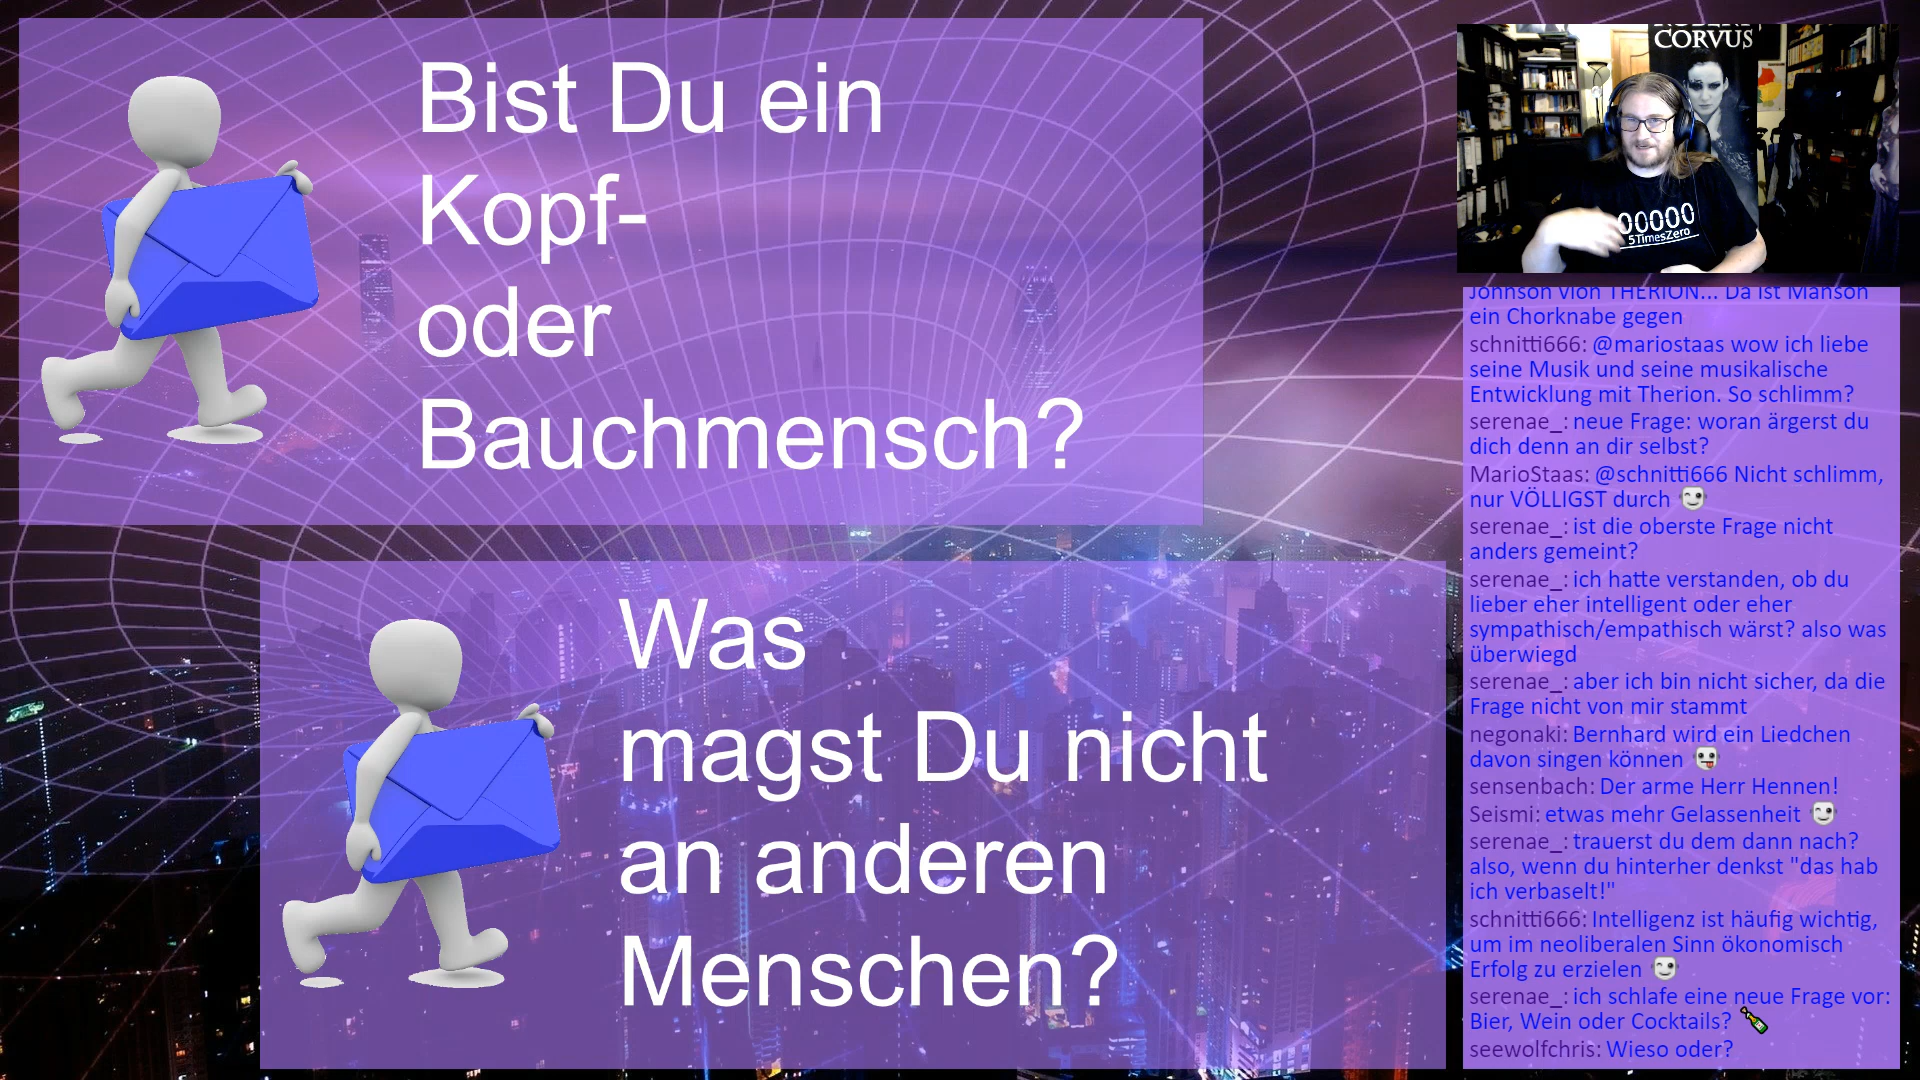 Bist Du ein
Kopf-
oder
Bauchmensch?
Was
magst Du nicht
an anderen
Menschen?
ROBERT
CORVUS
00000
5TimesZero
Johnson vion THERION... Da ist Manson
ein Chorknabe gegen
schnitti666: @mariostaas wow ich liebe
seine Musik und seine musikalische
Entwicklung mit Therion. So schlimm?
serenae_: neue Frage: woran ärgerst du
dich denn an dir selbst?
MarioStaas: @schnitti666 Nicht schlimm,
nur VÖLLIGST durch
serenae_: ist die oberste Frage nicht
anders gemeint?
serenae_: ich hatte verstanden, ob du
lieber eher intelligent oder eher
sympathisch/empathisch wärst? also was
überwiegd
serenae_: aber ich bin nicht sicher, da die
Frage nicht von mir stammt
negonaki: Bernhard wird ein Liedchen
davon singen können
sensenbach: Der arme Herr Hennen!
Seismi: etwas mehr Gelassenheit
serenae_: trauerst du dem dann nach?
also, wenn du hinterher denkst "das hab
ich verbaselt!"
schnitti666: Intelligenz ist häufig wichtig,
um im neoliberalen Sinn ökonomisch
Erfolg zu erzielen
serenae_: ich schlafe eine neue Frage vor:
Bier, Wein oder Cocktails?
seewolfchris: Wieso oder?